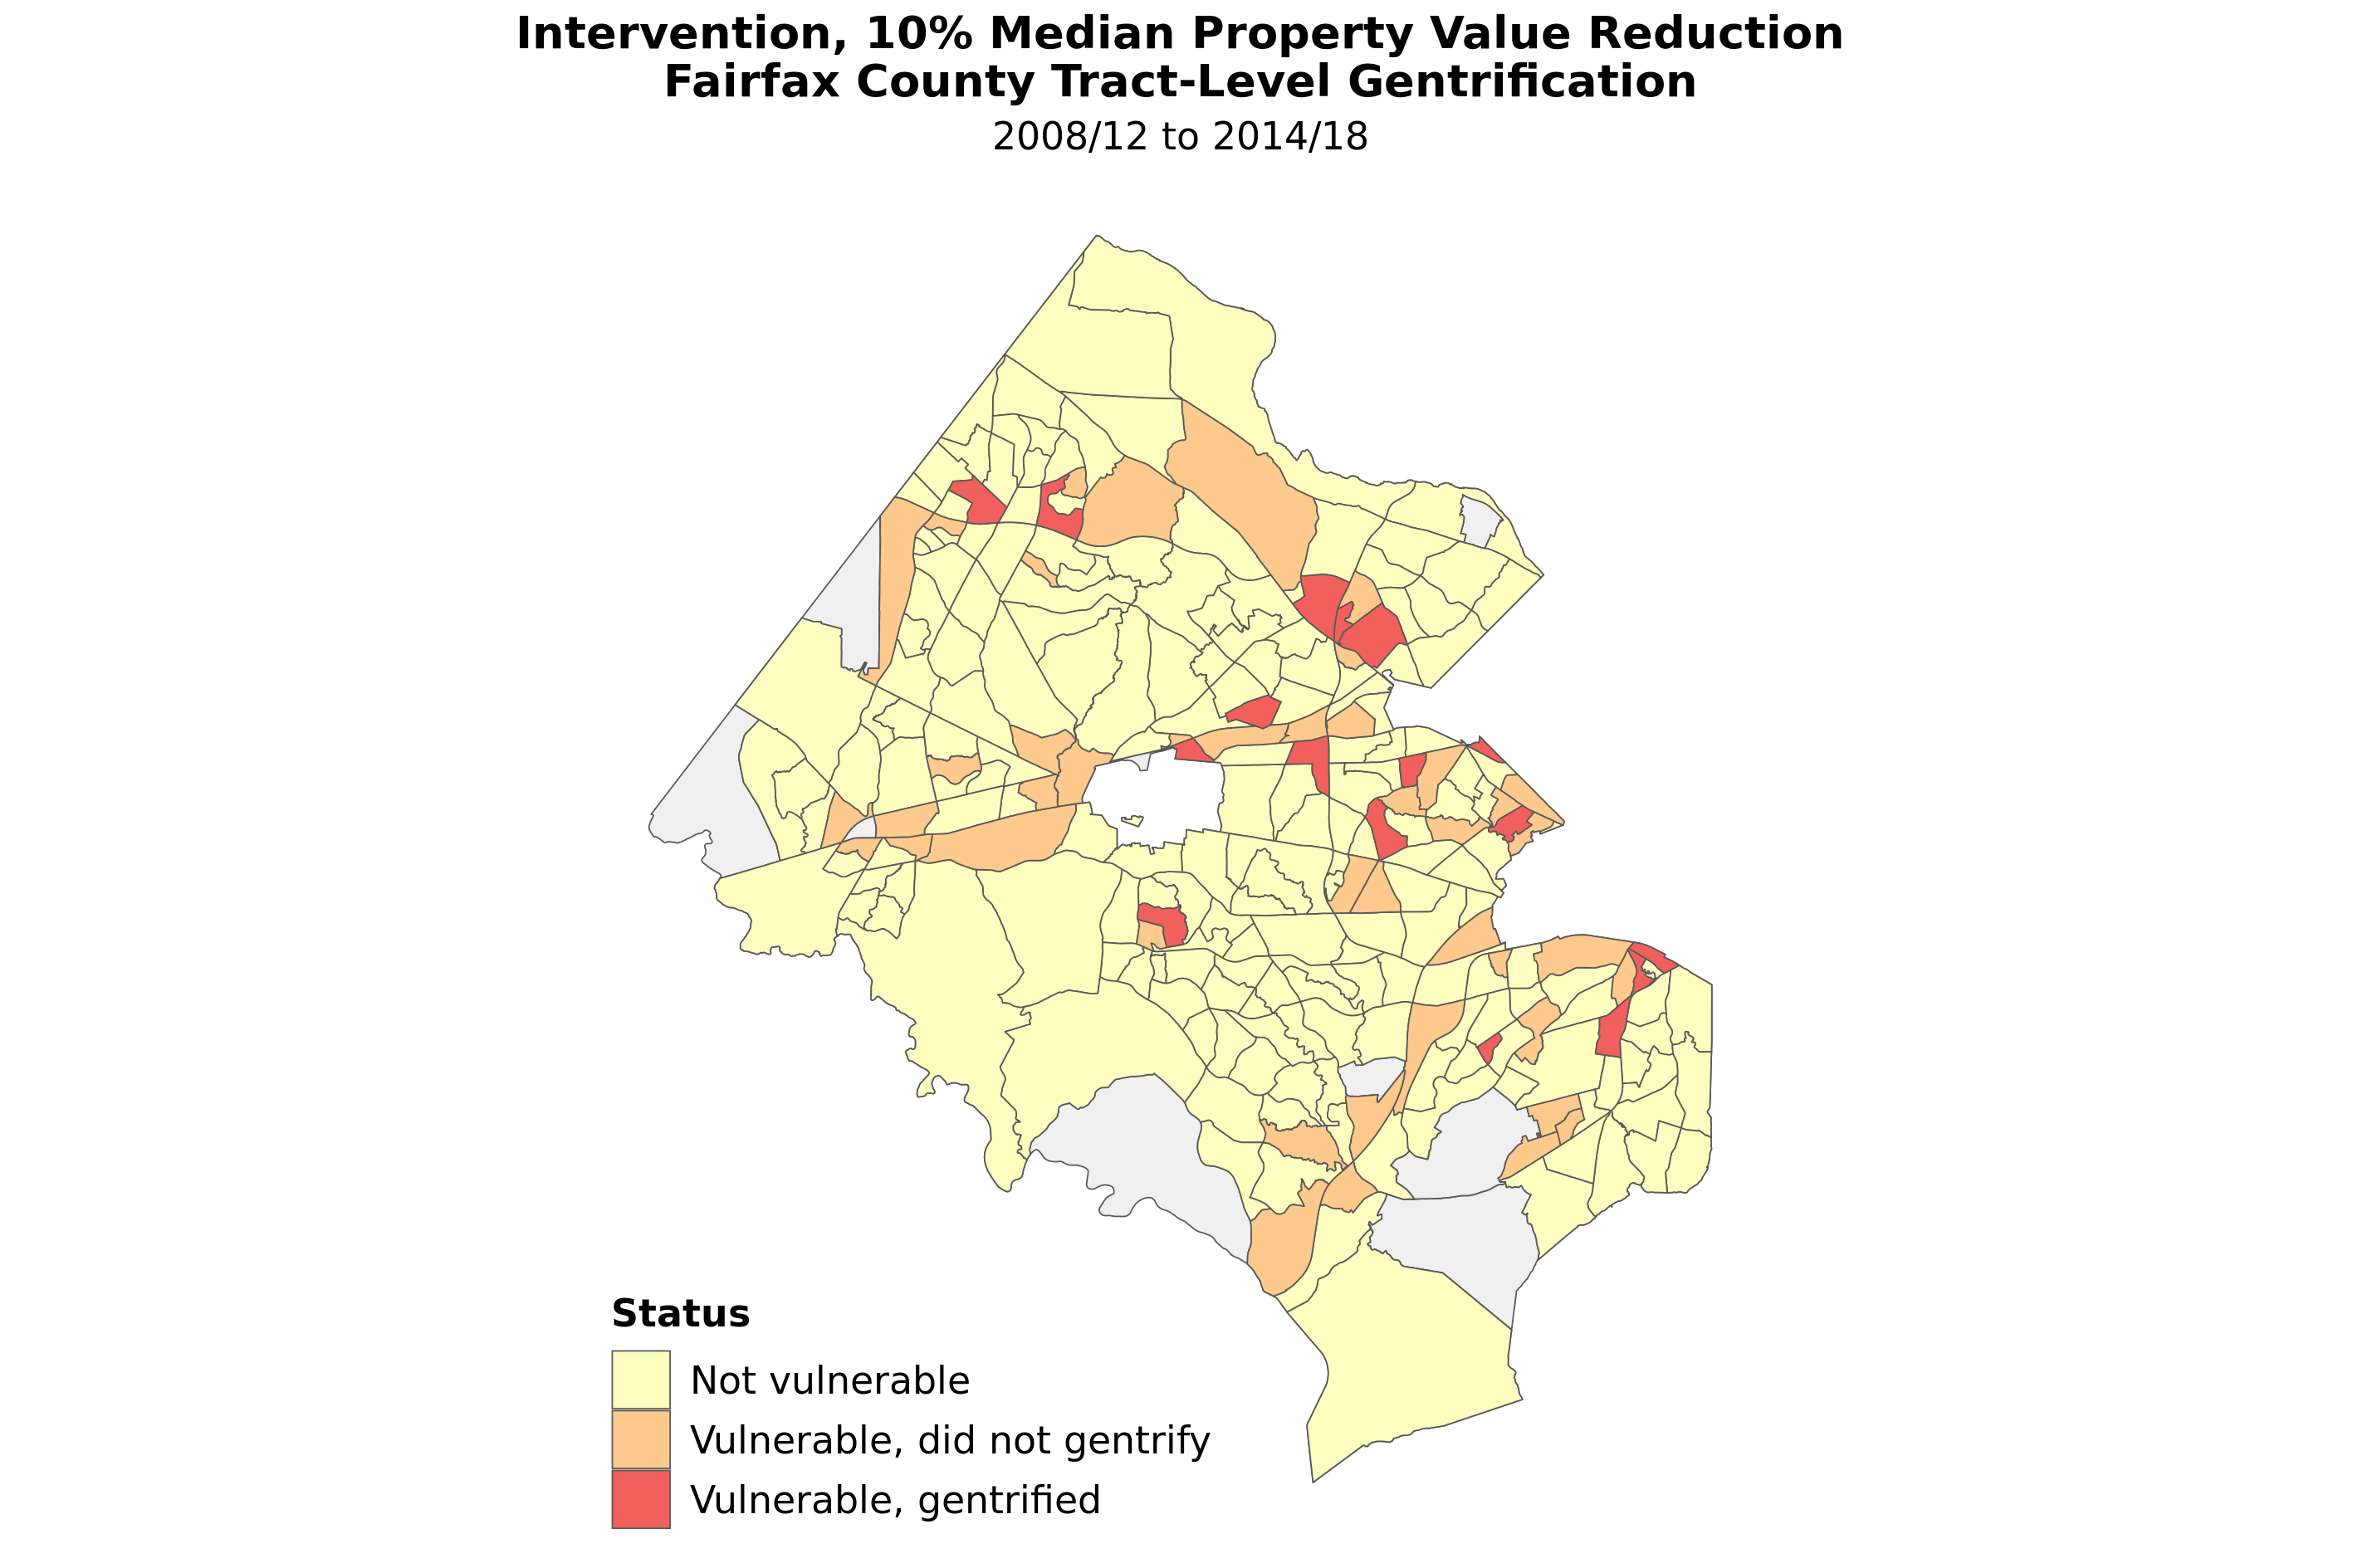 Intervention, 10% Median Property Value Reduction
Fairfax County Tract-Level Gentrification
2008/12 to 2014/18
Status
Not vulnerable
Vulnerable, did not gentrify
Vulnerable, gentrified